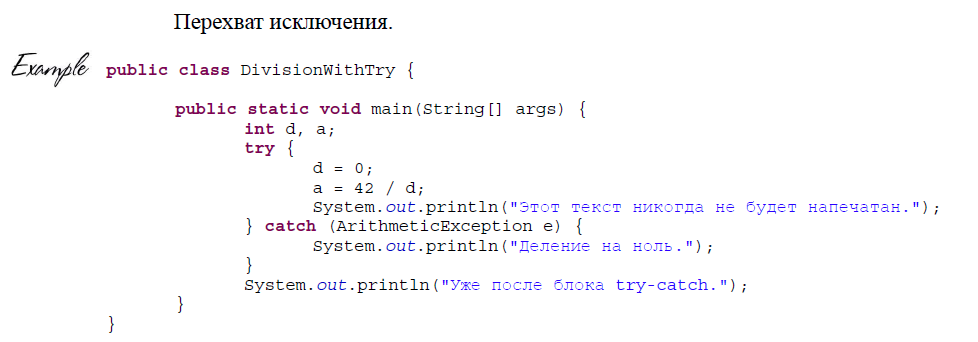 Перехват исключения.
Example public class DivisionWithTry {
public static void main(String[] args) {
int d, a;
try {
d = 0;
a = 42 / d;
System.out.println("Этот текст никогда не будет напечатан.");
} catch (ArithmeticException e) {
System.out.println("Деление на ноль.");
}
System.out.println("Уже после блока try-catch.");
}
}